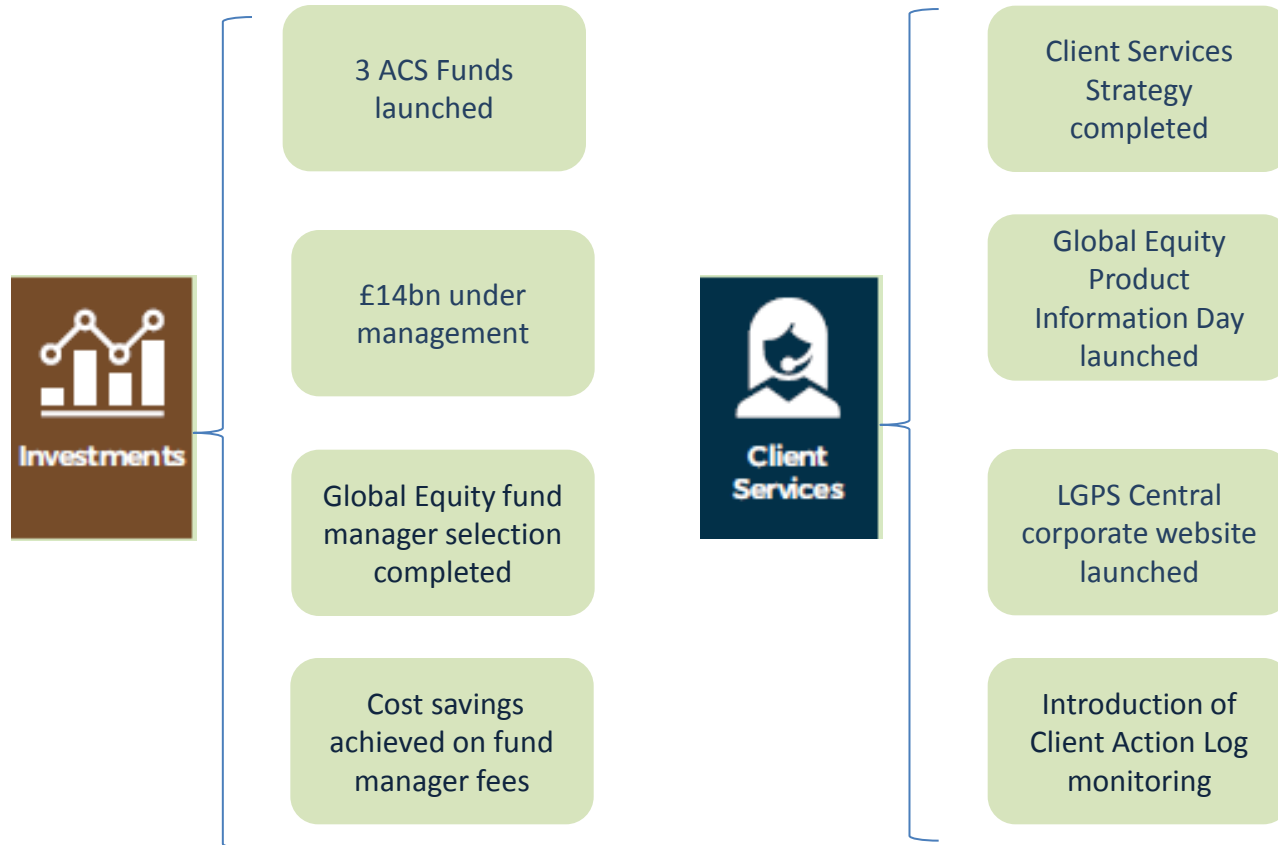 Investments
3 ACS Funds
launched
£14bn under
management
Global Equity fund
manager selection
completed
Cost savings
achieved on fund
manager fees
Client
Services
Client Services
Strategy
completed
Global Equity
Product
Information Day
launched
LGPS Central
corporate website
launched
Introduction of
Client Action Log
monitoring